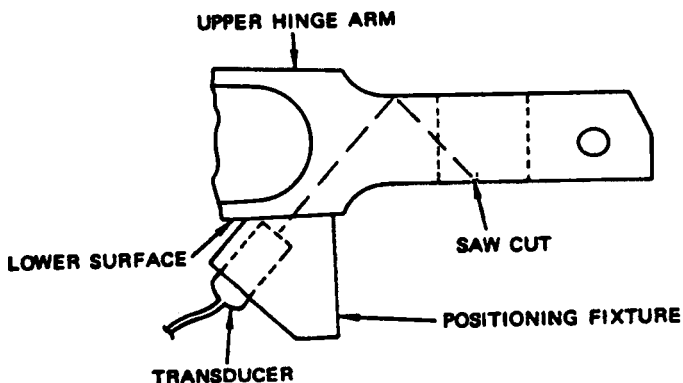 UPPER HINGE ARM
SAW CUT
LOWER SURFACE
POSITIONING FIXTURE
TRANSDUCER